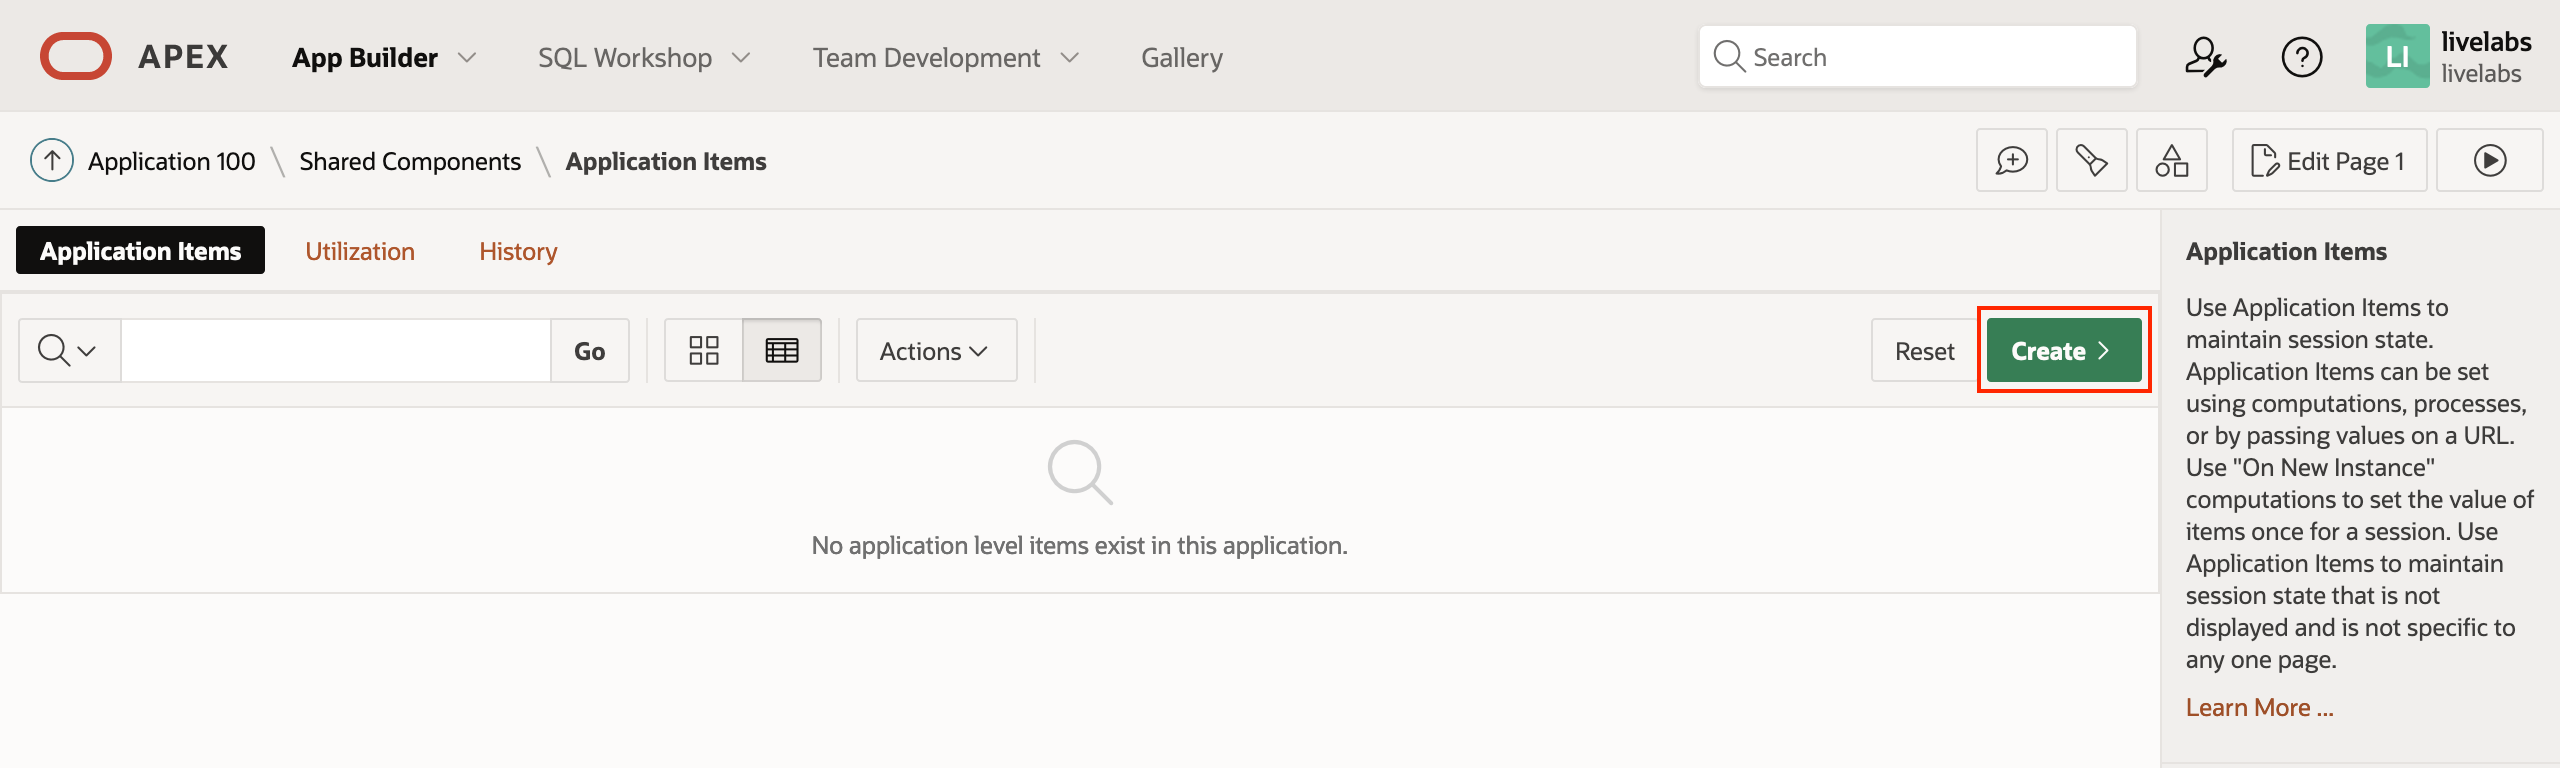 APEX
App Builder
SQL Workshop
Team Development
Gallery
Search
LI
livelabs
livelabs
Application 100
Shared Components
Application Items
Edit Page 1
Application Items
Utilization
History
Go
Actions
Reset
Create
No application level items exist in this application.
Application Items
Use Application Items to
maintain session state.
Application Items can be set
using computations, processes,
or by passing values on a URL.
Use "On New Instance"
computations to set the value of
items once for a session. Use
Application Items to maintain
session state that is not
displayed and is not specific to
any one page.
Learn More ...